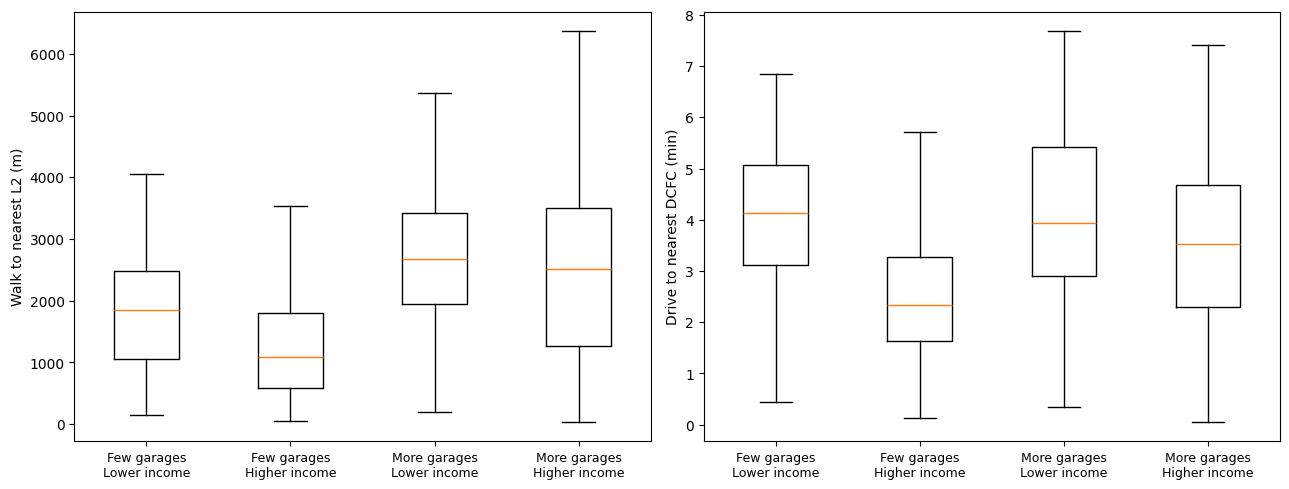 Walk to nearest L2 (m)
6000
5000
4000
3000
2000
1000
0
Few garages
Lower income
Few garages
Higher income
More garages
Lower income
More garages
Higher income
Drive to nearest DCFC (min)
8
7
6
5
4
3
2
1
0
Few garages
Lower income
Few garages
Higher income
More garages
Lower income
More garages
Higher income